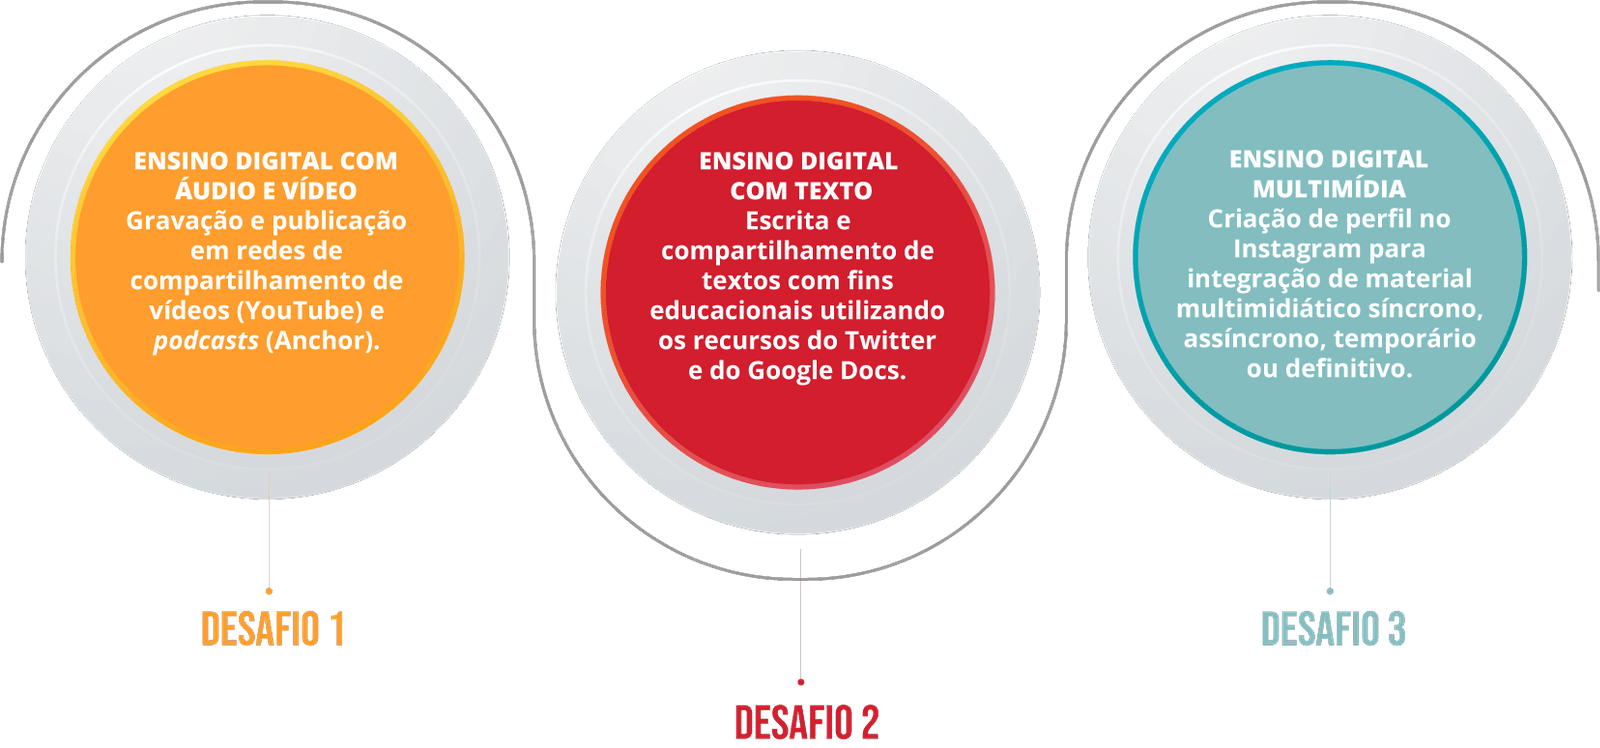 ENSINO DIGITAL COM
ÁUDIO E VÍDEO
Gravação e publicação
em redes de
compartilhamento de
vídeos (YouTube) e
podcasts (Anchor).
DESAFIO 1
ENSINO DIGITAL
COM TEXTO
Escrita e
compartilhamento de
textos com fins
educacionais utilizando
os recursos do Twitter
e do Google Docs.
DESAFIO 2
ENSINO DIGITAL
MULTIMÍDIA
Criação de perfil no
Instagram para
integração de material
multimidiático síncrono,
assíncrono, temporário
ou definitivo.
DESAFIO 3